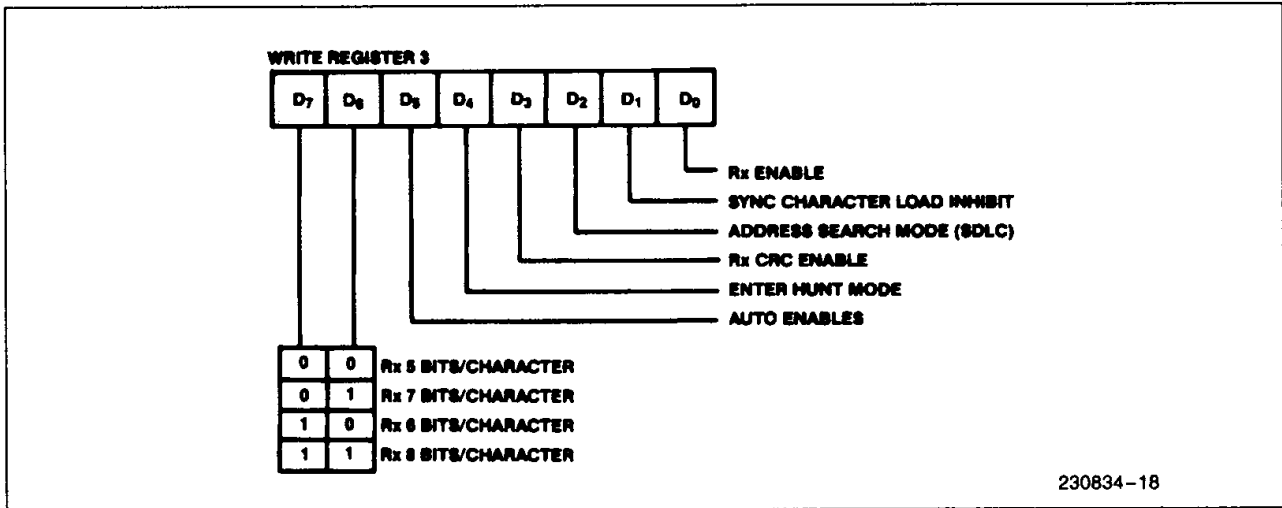 WRITE REGISTER 3
D7 D6 D5 D4 D3 D2 D1 D0
Rx ENABLE
SYNC CHARACTER LOAD INHIBIT
ADDRESS SEARCH MODE (SDLC)
Rx CRC ENABLE
ENTER HUNT MODE
AUTO ENABLES
0 0 Rx 5 BITS/CHARACTER
0 1 Rx 7 BITS/CHARACTER
1 0 Rx 6 BITS/CHARACTER
1 1 Rx 8 BITS/CHARACTER
230834-18